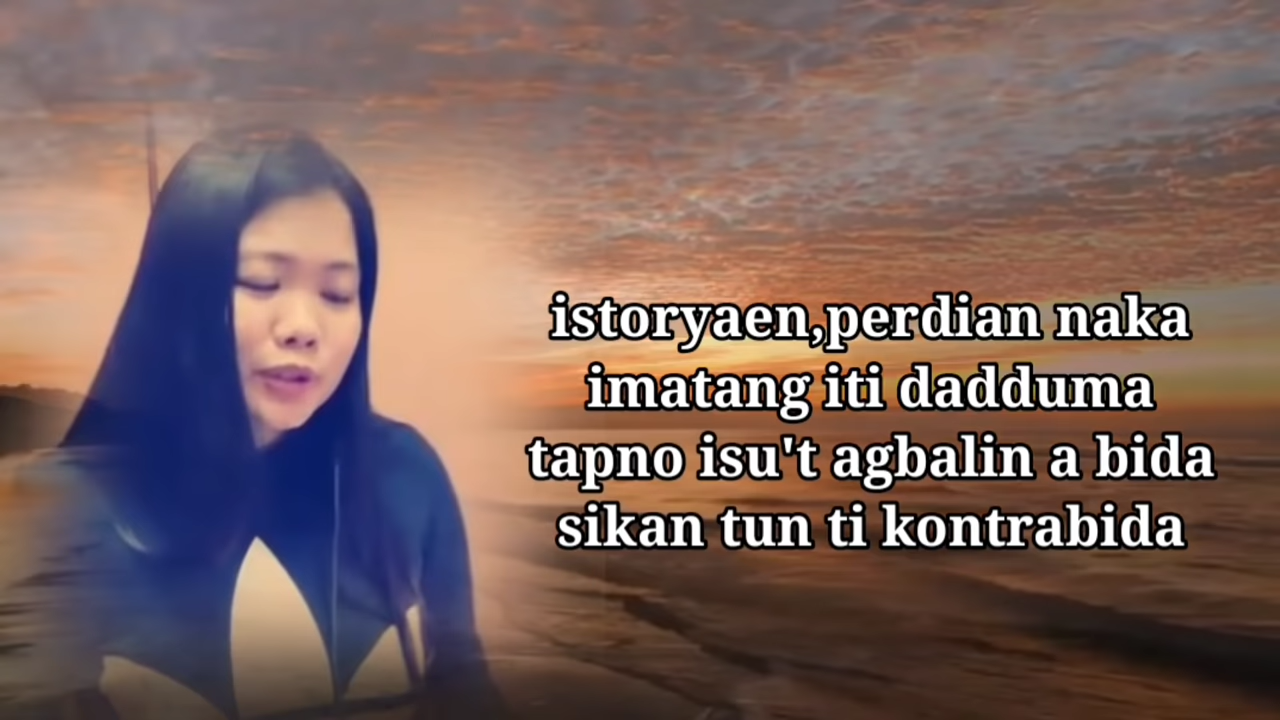 istoryaen,perdian naka
imatang iti dadduma
tapno isu't agbalin a bida
sikan tun ti kontrabida